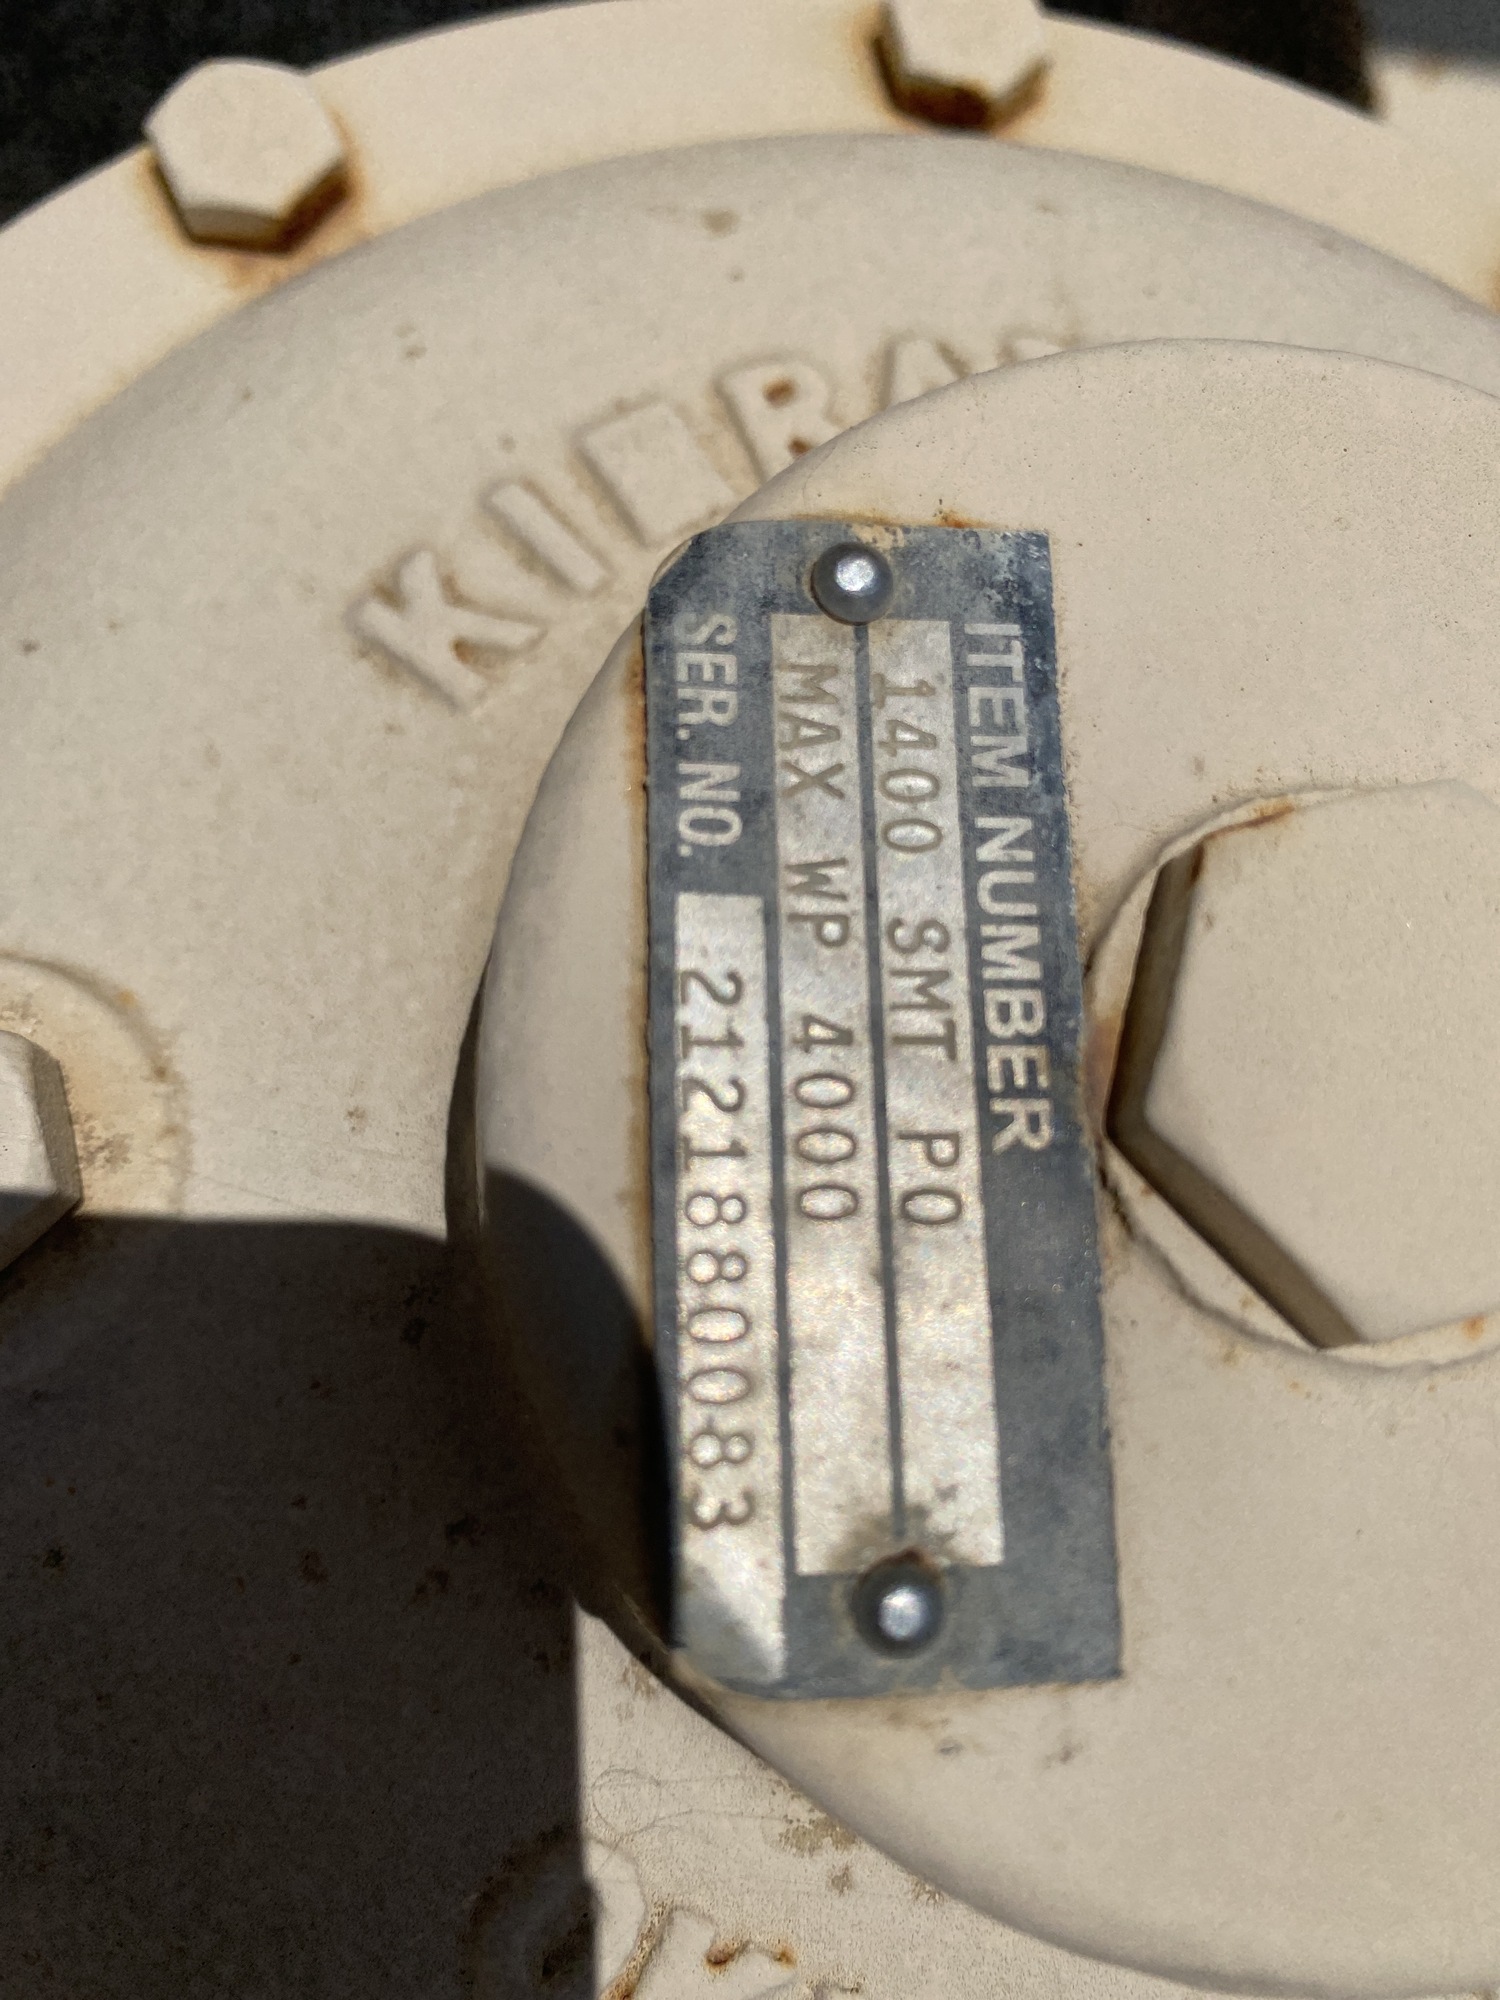 ITEM NUMBER
1400 SMT PO
MAX WP 4000
SER. NO. 2121880083